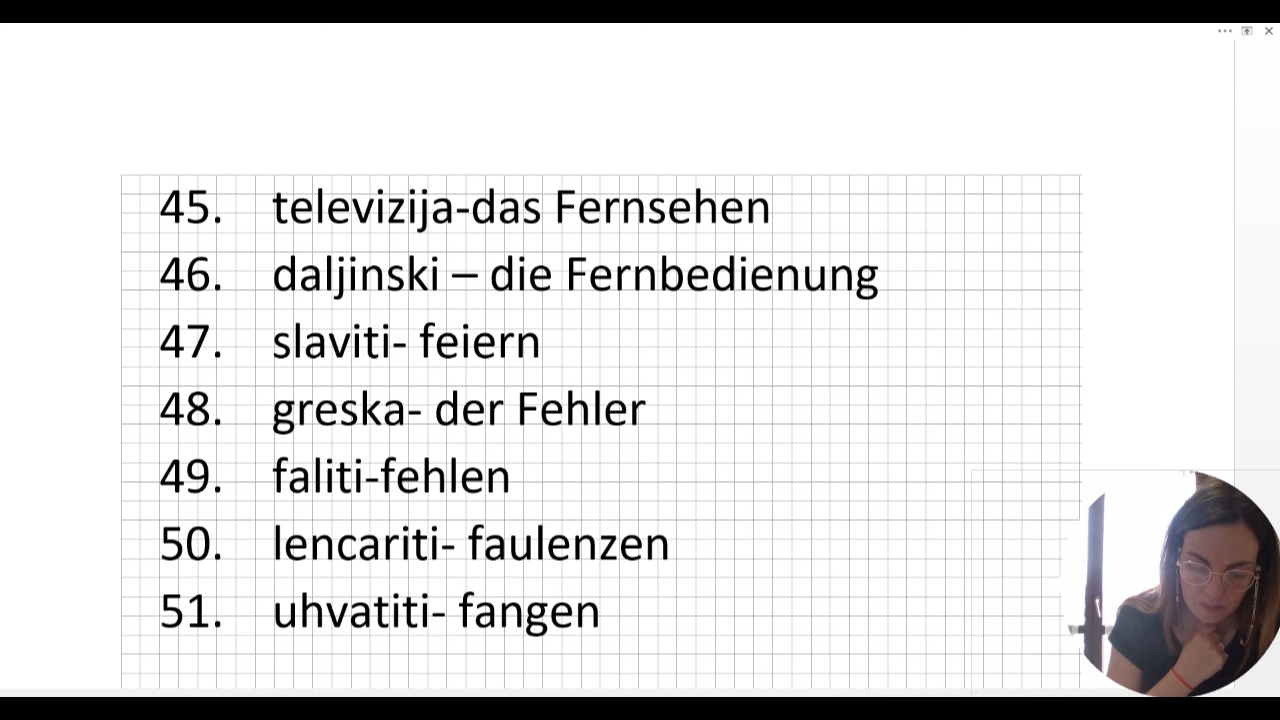 45. televizija-das Fernsehen
46. daljinski – die Fernbedienung
47. slaviti- feiern
48. greska- der Fehler
49. faliti-fehlen
50. lencariti- faulenzen
51. uhvatiti- fangen